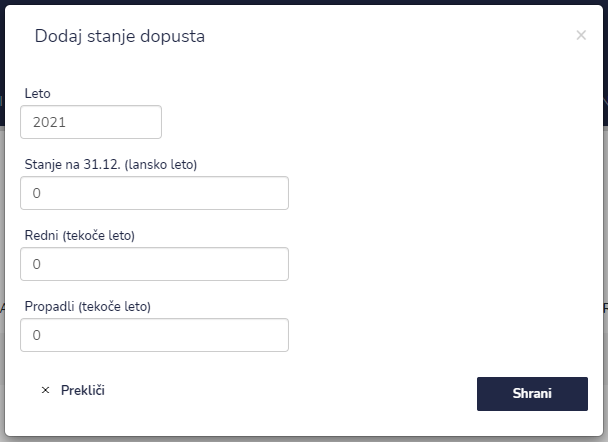 Dodaj stanje dopusta
Leto
2021
Stanje na 31.12. (lansko leto)
0
Redni (tekoče leto)
0
Propadli (tekoče leto)
0
× Prekliči
Shrani